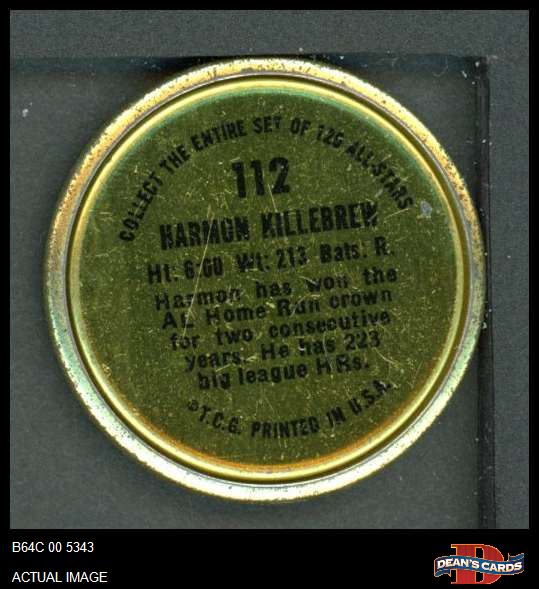 COLLECT THE ENTIRE SET OF 126 ALL-STARS
112
HARMON KILLEBREW
Ht: 6:00 Wt: 213 Bats: R.
Harmon has won the
AL Home Run crown
for two consecutive
years. He has 223
big league HRs.
©T.C.G. PRINTED IN U.S.A.
B64C 00 5343
ACTUAL IMAGE
DEAN'S CARDS